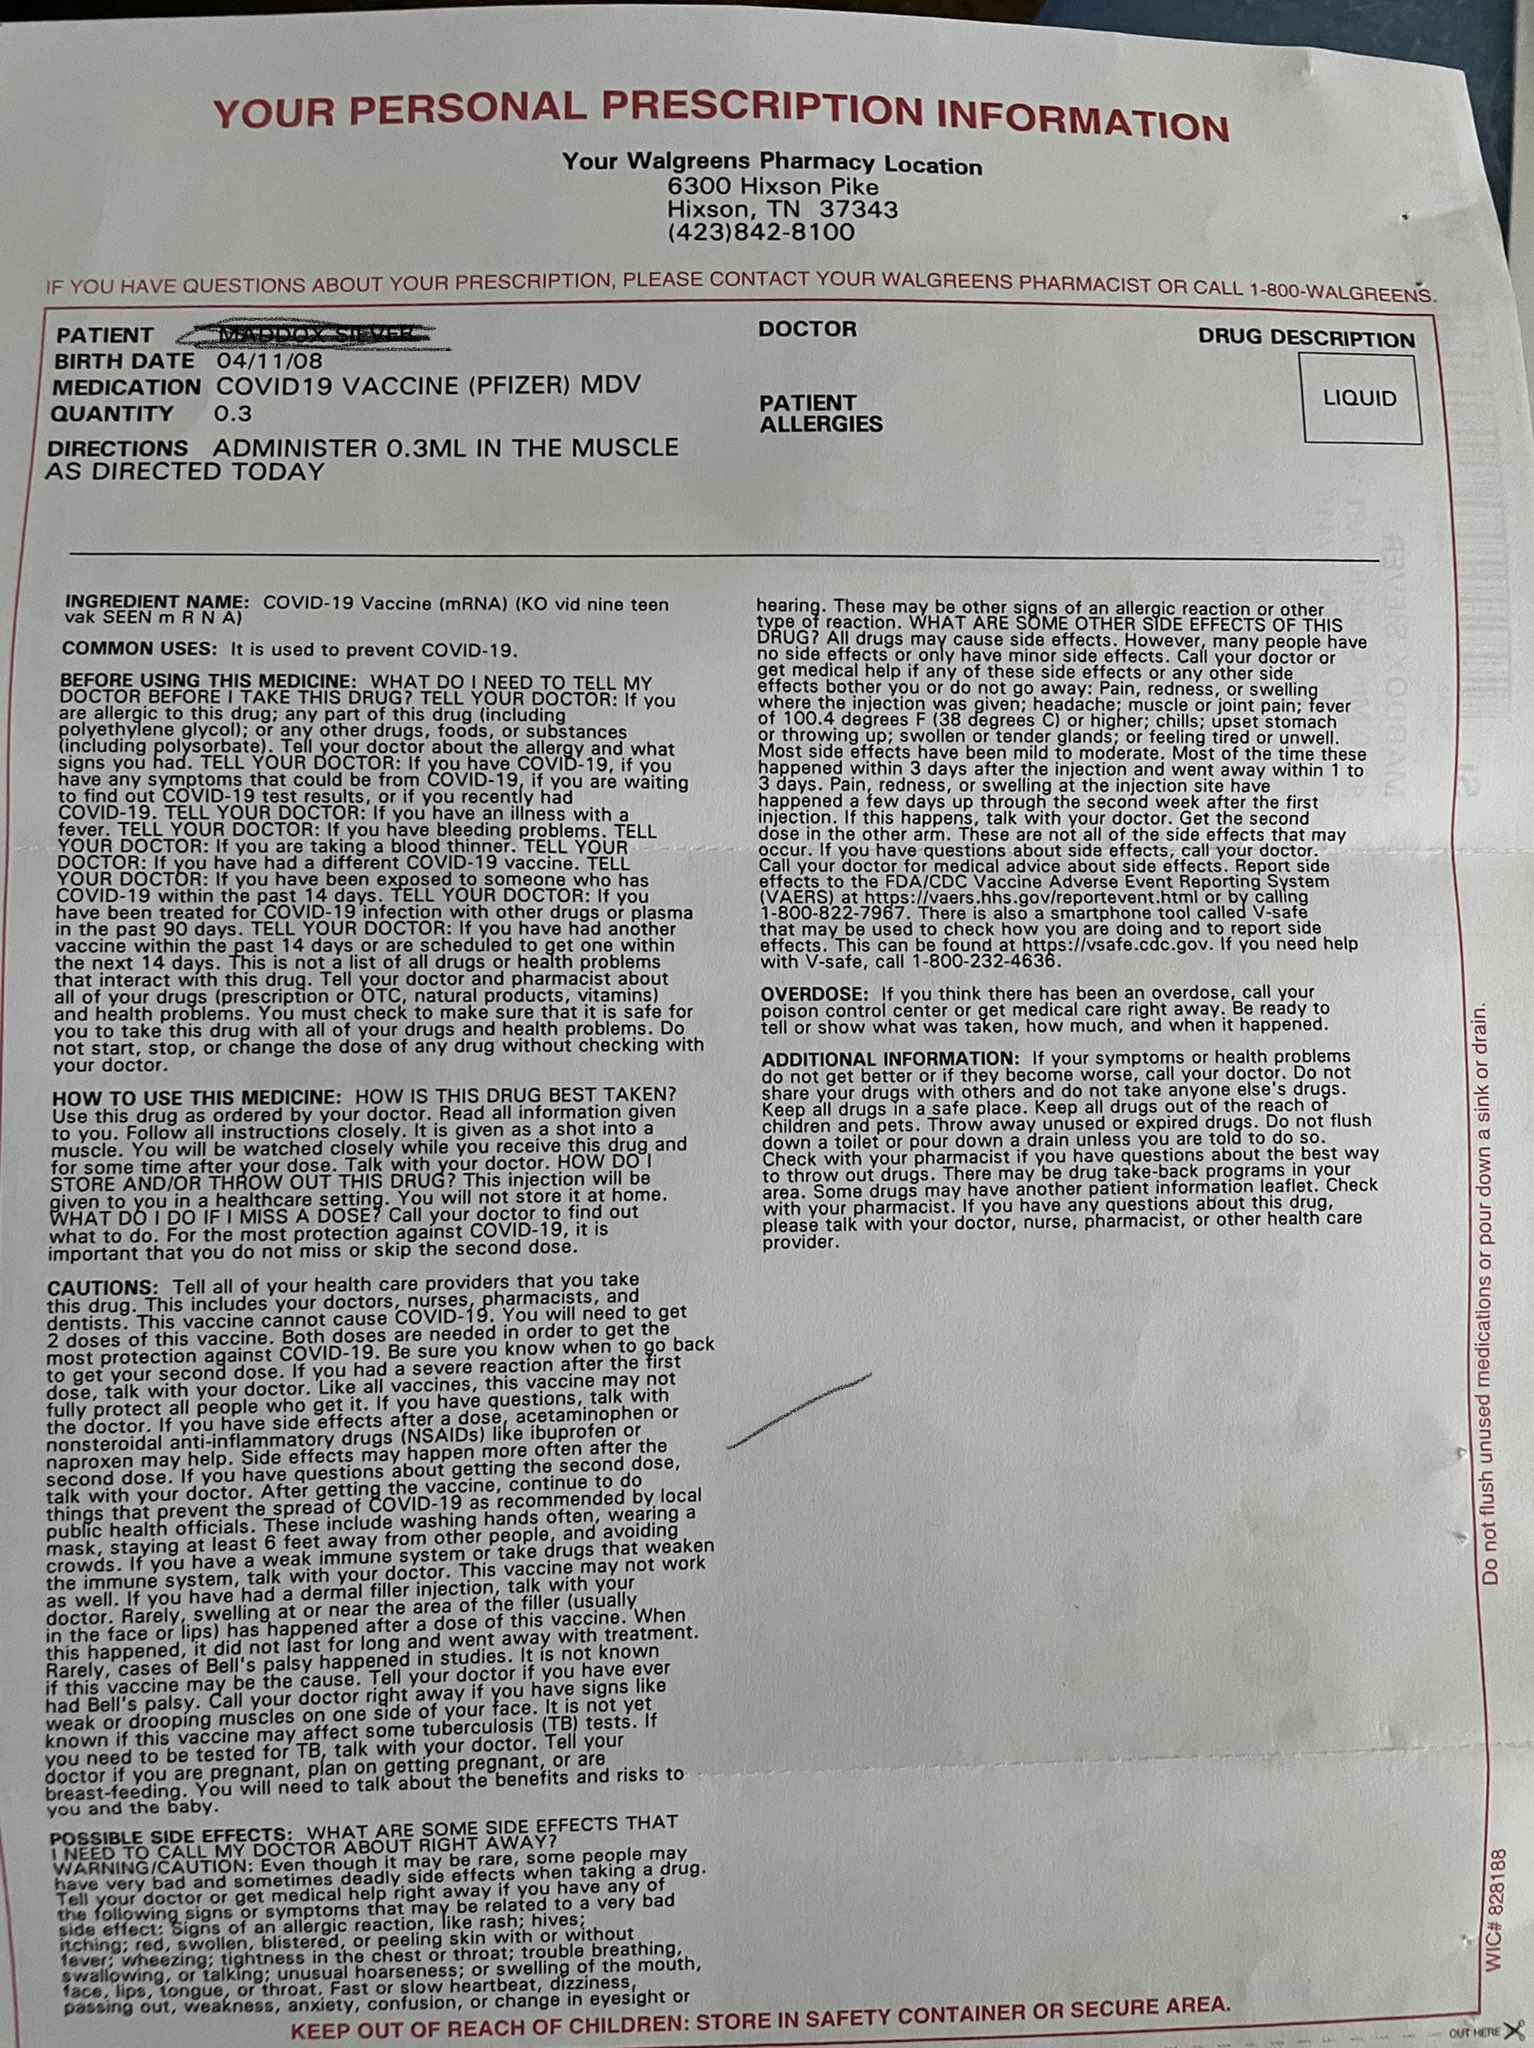 YOUR PERSONAL PRESCRIPTION INFORMATION
Your Walgreens Pharmacy Location
6300 Hixson Pike
Hixson, TN 37343
(423)842-8100
IF YOU HAVE QUESTIONS ABOUT YOUR PRESCRIPTION, PLEASE CONTACT YOUR WALGREENS PHARMACIST OR CALL 1-800-WALGREENS.
PATIENT
BIRTH DATE 04/11/08
MEDICATION COVID19 VACCINE (PFIZER) MDV
QUANTITY 0.3
DIRECTIONS ADMINISTER 0.3ML IN THE MUSCLE
AS DIRECTED TODAY
DOCTOR
PATIENT
ALLERGIES
DRUG DESCRIPTION
LIQUID
INGREDIENT NAME: COVID-19 Vaccine (mRNA) (KO vid nine teen
vak SEEN m R N A)
COMMON USES: It is used to prevent COVID-19.
BEFORE USING THIS MEDICINE: WHAT DO I NEED TO TELL MY
DOCTOR BEFORE I TAKE THIS DRUG? TELL YOUR DOCTOR: If you
are allergic to this drug; any part of this drug (including
polyethylene glycol); or any other drugs, foods, or substances
(including polysorbate). Tell your doctor about the allergy and what
signs you had. TELL YOUR DOCTOR: If you have COVID-19, if you
have any symptoms that could be from COVID-19, if you are waiting
to find out COVID-19 test results, or if you recently had
COVID-19. TELL YOUR DOCTOR: If you have an illness with a
fever. TELL YOUR DOCTOR: If you have bleeding problems. TELL
YOUR DOCTOR: If you are taking a blood thinner. TELL YOUR
DOCTOR: If you have had a different COVID-19 vaccine. TELL
YOUR DOCTOR: If you have been exposed to someone who has
COVID-19 within the past 14 days. TELL YOUR DOCTOR: If you
have been treated for COVID-19 infection with other drugs or plasma
in the past 90 days. TELL YOUR DOCTOR: If you have had another
vaccine within the past 14 days or are scheduled to get one within
the next 14 days. This is not a list of all drugs or health problems
that interact with this drug. Tell your doctor and pharmacist about
all of your drugs (prescription or OTC, natural products, vitamins)
and health problems. You must check to make sure that it is safe for
you to take this drug with all of your drugs and health problems. Do
not start, stop, or change the dose of any drug without checking with
your doctor.
HOW TO USE THIS MEDICINE: HOW IS THIS DRUG BEST TAKEN?
Use this drug as ordered by your doctor. Read all information given
to you. Follow all instructions closely. It is given as a shot into a
muscle. You will be watched closely while you receive this drug and
for some time after your dose. Talk with your doctor. HOW DO I
STORE AND/OR THROW OUT THIS DRUG? This injection will be
given to you in a healthcare setting. You will not store it at home.
WHAT DO I DO IF I MISS A DOSE? Call your doctor to find out
what to do. For the most protection against COVID-19, it is
important that you do not miss or skip the second dose.
CAUTIONS: Tell all of your health care providers that you take
this drug. This includes your doctors, nurses, pharmacists, and
dentists. This vaccine cannot cause COVID-19. You will need to get
2 doses of this vaccine. Both doses are needed in order to get the
most protection against COVID-19. Be sure you know when to go back
to get your second dose. If you had a severe reaction after the first
dose, talk with your doctor. Like all vaccines, this vaccine may not
fully protect all people who get it. If you have questions, talk with
the doctor. If you have side effects after a dose, acetaminophen or
nonsteroidal anti-inflammatory drugs (NSAIDs) like ibuprofen or
naproxen may help. Side effects may happen more often after the
second dose. If you have questions about getting the second dose,
talk with your doctor. After getting the vaccine, continue to do
things that prevent the spread of COVID-19 as recommended by local
public health officials. These include washing hands often, wearing a
mask, staying at least 6 feet away from other people, and avoiding
crowds. If you have a weak immune system or take drugs that weaken
the immune system, talk with your doctor. This vaccine may not work
as well. If you have had a dermal filler injection, talk with your
doctor. Rarely, swelling at or near the area of the filler (usually
in the face or lips) has happened after a dose of this vaccine. When
this happened, it did not last for long and went away with treatment.
Rarely, cases of Bell's palsy happened in studies. It is not known
if this vaccine may be the cause. Tell your doctor if you have ever
had Bell's palsy. Call your doctor right away if you have signs like
weak or drooping muscles on one side of your face. It is not yet
known if this vaccine may affect some tuberculosis (TB) tests. If
you need to be tested for TB, talk with your doctor. Tell your
doctor if you are pregnant, plan on getting pregnant, or are
breast-feeding. You will need to talk about the benefits and risks to
you and the baby.
POSSIBLE SIDE EFFECTS: WHAT ARE SOME SIDE EFFECTS THAT
I NEED TO CALL MY DOCTOR ABOUT RIGHT AWAY?
WARNING/CAUTION: Even though it may be rare, some people may
have very bad and sometimes deadly side effects when taking a drug.
Tell your doctor or get medical help right away if you have any of
the following signs or symptoms that may be related to a very bad
side effect: Signs of an allergic reaction, like rash; hives;
itching; red, swollen, blistered, or peeling skin with or without
fever; wheezing; tightness in the chest or throat; trouble breathing,
swallowing, or talking; unusual hoarseness; or swelling of the mouth,
face, lips, tongue, or throat. Fast or slow heartbeat, dizziness,
passing out, weakness, anxiety, confusion, or change in eyesight or
hearing. These may be other signs of an allergic reaction or other
type of reaction. WHAT ARE SOME OTHER SIDE EFFECTS OF THIS
DRUG? All drugs may cause side effects. However, many people have
no side effects or only have minor side effects. Call your doctor or
get medical help if any of these side effects or any other side
effects bother you or do not go away: Pain, redness, or swelling
where the injection was given; headache; muscle or joint pain; fever
of 100.4 degrees F (38 degrees C) or higher; chills; upset stomach
or throwing up; swollen or tender glands; or feeling tired or unwell.
Most side effects have been mild to moderate. Most of the time these
happened within 3 days after the injection and went away within 1 to
3 days. Pain, redness, or swelling at the injection site have
happened a few days up through the second week after the first
injection. If this happens, talk with your doctor. Get the second
dose in the other arm. These are not all of the side effects that may
occur. If you have questions about side effects, call your doctor.
Call your doctor for medical advice about side effects. Report side
effects to the FDA/CDC Vaccine Adverse Event Reporting System
(VAERS) at https://vaers.hhs.gov/reportevent.html or by calling
1-800-822-7967. There is also a smartphone tool called V-safe
that may be used to check how you are doing and to report side
effects. This can be found at https://vsafe.cdc.gov. If you need help
with V-safe, call 1-800-232-4636.
OVERDOSE: If you think there has been an overdose, call your
poison control center or get medical care right away. Be ready to
tell or show what was taken, how much, and when it happened.
ADDITIONAL INFORMATION: If your symptoms or health problems
do not get better or if they become worse, call your doctor. Do not
share your drugs with others and do not take anyone else's drugs.
Keep all drugs in a safe place. Keep all drugs out of the reach of
children and pets. Throw away unused or expired drugs. Do not flush
down a toilet or pour down a drain unless you are told to do so.
Check with your pharmacist if you have questions about the best way
to throw out drugs. There may be drug take-back programs in your
area. Some drugs may have another patient information leaflet. Check
with your pharmacist. If you have any questions about this drug,
please talk with your doctor, nurse, pharmacist, or other health care
provider.
Do not flush unused medications or pour down a sink or drain.
WIC# 828188
KEEP OUT OF REACH OF CHILDREN: STORE IN SAFETY CONTAINER OR SECURE AREA.
CUT HERE